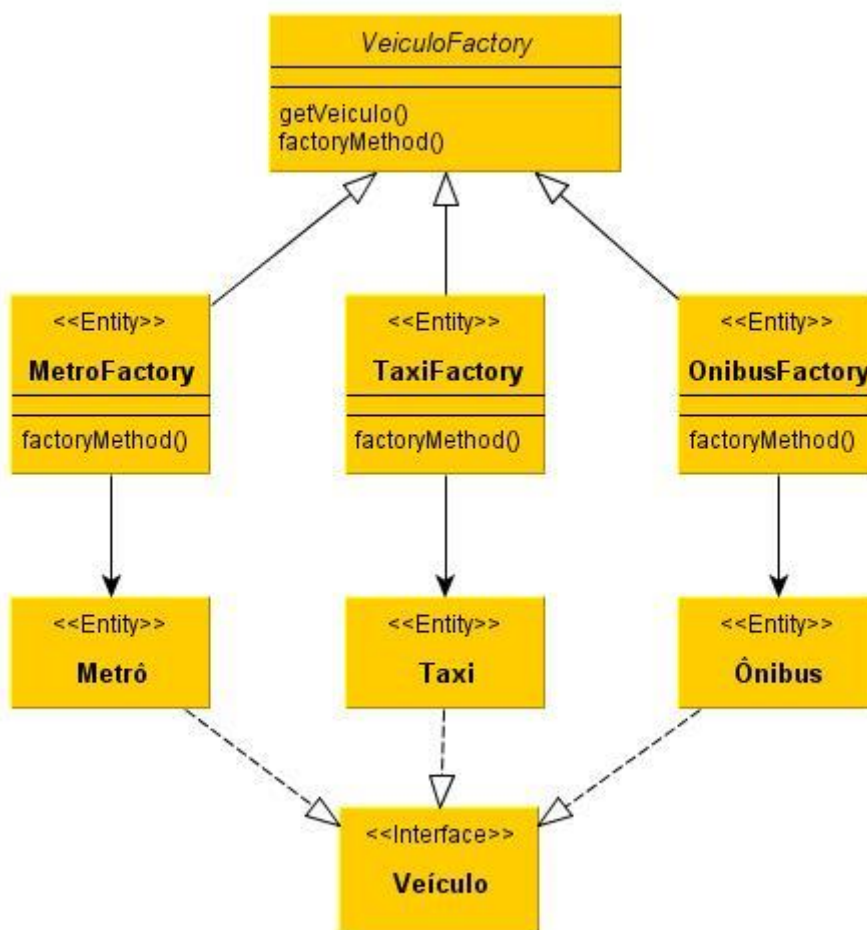 VeiculoFactory
getVeiculo()
factoryMethod()
<<Entity>>
MetroFactory
factoryMethod()
<<Entity>>
TaxiFactory
factoryMethod()
<<Entity>>
OnibusFactory
factoryMethod()
<<Entity>>
Metrô
<<Entity>>
Taxi
<<Entity>>
Ônibus
<<Interface>>
Veículo